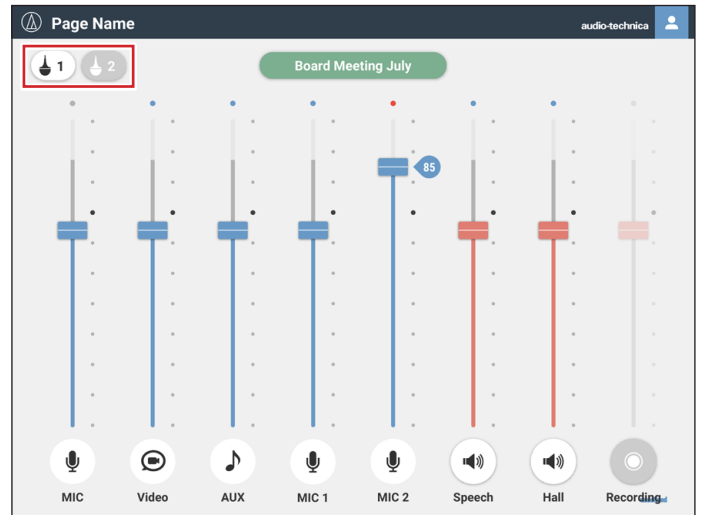 Page Name
audio-technica
1
2
Board Meeting July
85
MIC
Video
AUX
MIC 1
MIC 2
Speech
Hall
Recording